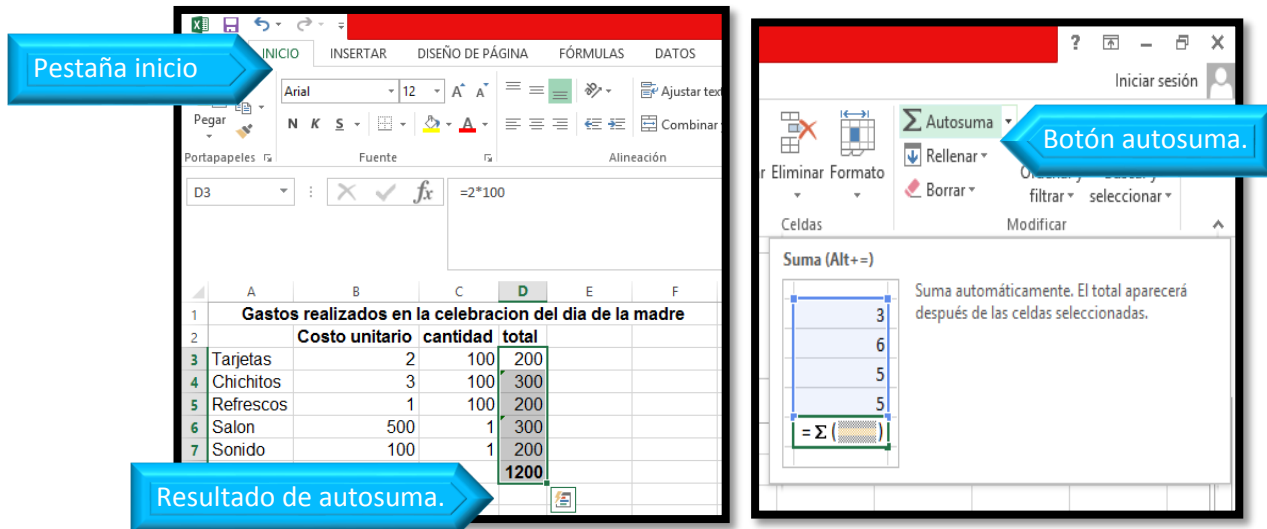 INICIO INSERTAR DISEÑO DE PÁGINA FÓRMULAS DATOS
Pestaña inicio
Arial 12 A A Ajustar tex
Pegar N K S A Combinar
Portapapeles Fuente Alineación
D3 fx =2*100
A B C D E F
1 Gastos realizados en la celebracion del dia de la madre
2 Costo unitario cantidad total
3 Tarjetas 2 100 200
4 Chichitos 3 100 300
5 Refrescos 1 100 200
6 Salon 500 1 300
7 Sonido 100 1 200
1200
Resultado de autosuma.
?
Iniciar sesión
Σ Autosuma
Botón autosuma.
Eliminar Formato Rellenar
Borrar filtrar seleccionar
Celdas Modificar
Suma (Alt+=)
Suma automáticamente. El total aparecerá
después de las celdas seleccionadas.
3
6
5
5
= Σ ( )